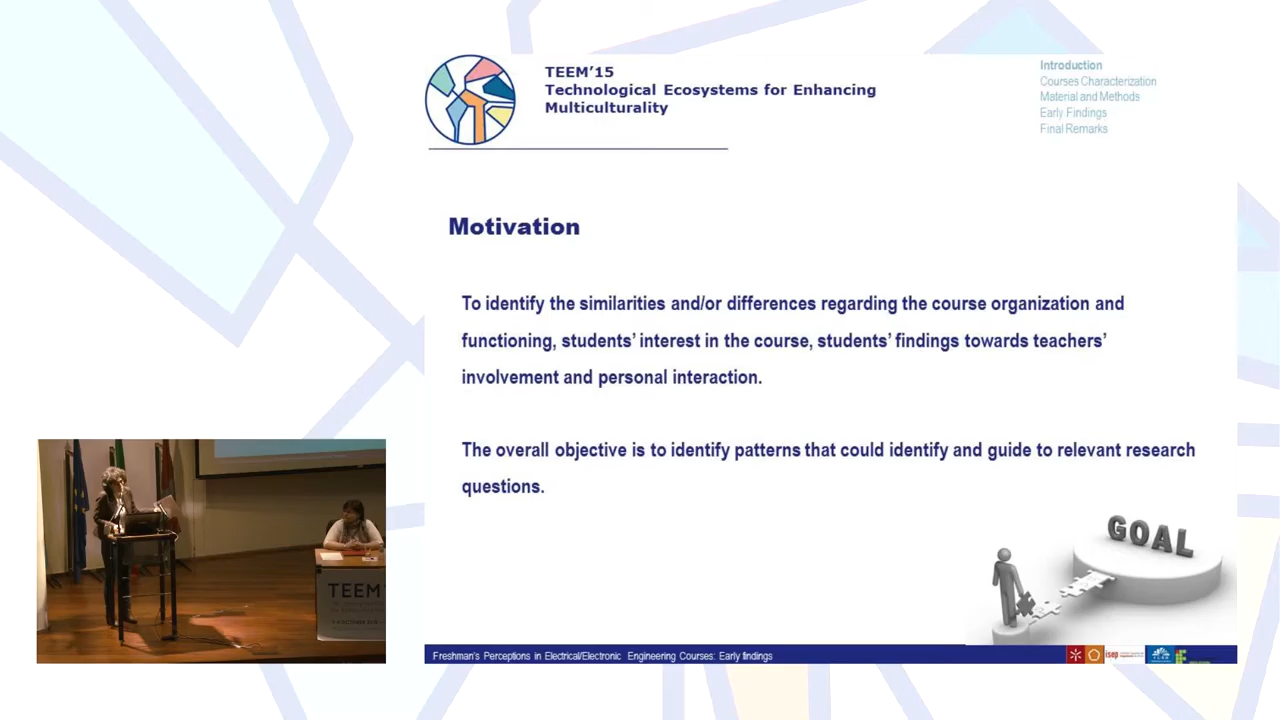 TEEM’15
Technological Ecosystems for Enhancing
Multiculturality
Introduction
Courses Characterization
Material and Methods
Early Findings
Final Remarks
Motivation
To identify the similarities and/or differences regarding the course organization and
functioning, students’ interest in the course, students’ findings towards teachers’
involvement and personal interaction.
The overall objective is to identify patterns that could identify and guide to relevant research
questions.
GOAL
TEEM
Freshman’s Perceptions in Electrical/Electronic Engineering Courses: Early findings
isep